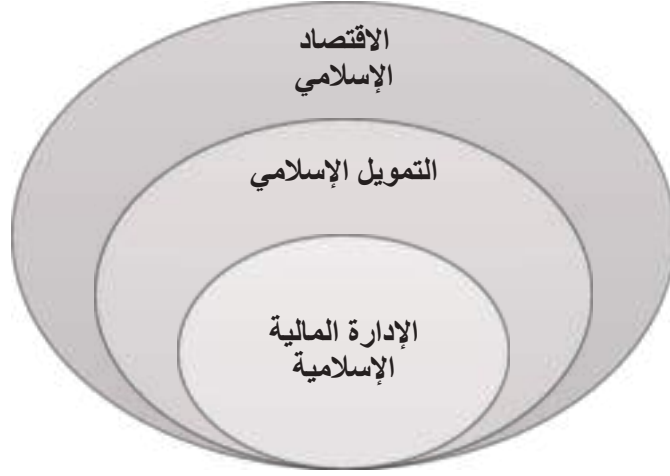 الاقتصاد
الإسلامي
التمويل الإسلامي
الإدارة المالية
الإسلامية